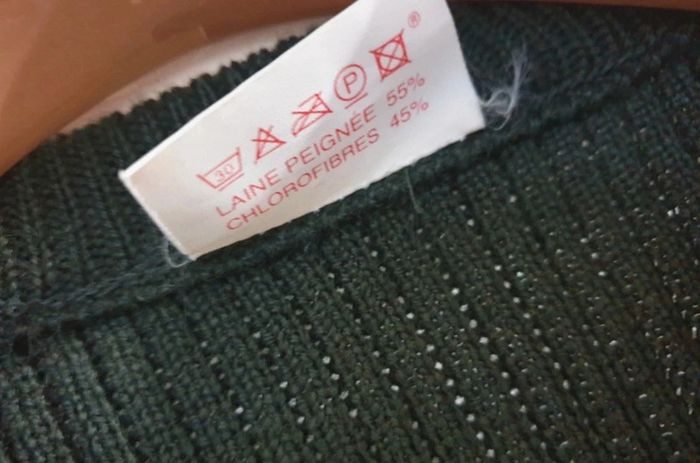 ®
30 P
LAINE PEIGNÉE 55%
CHLOROFIBRES 45%